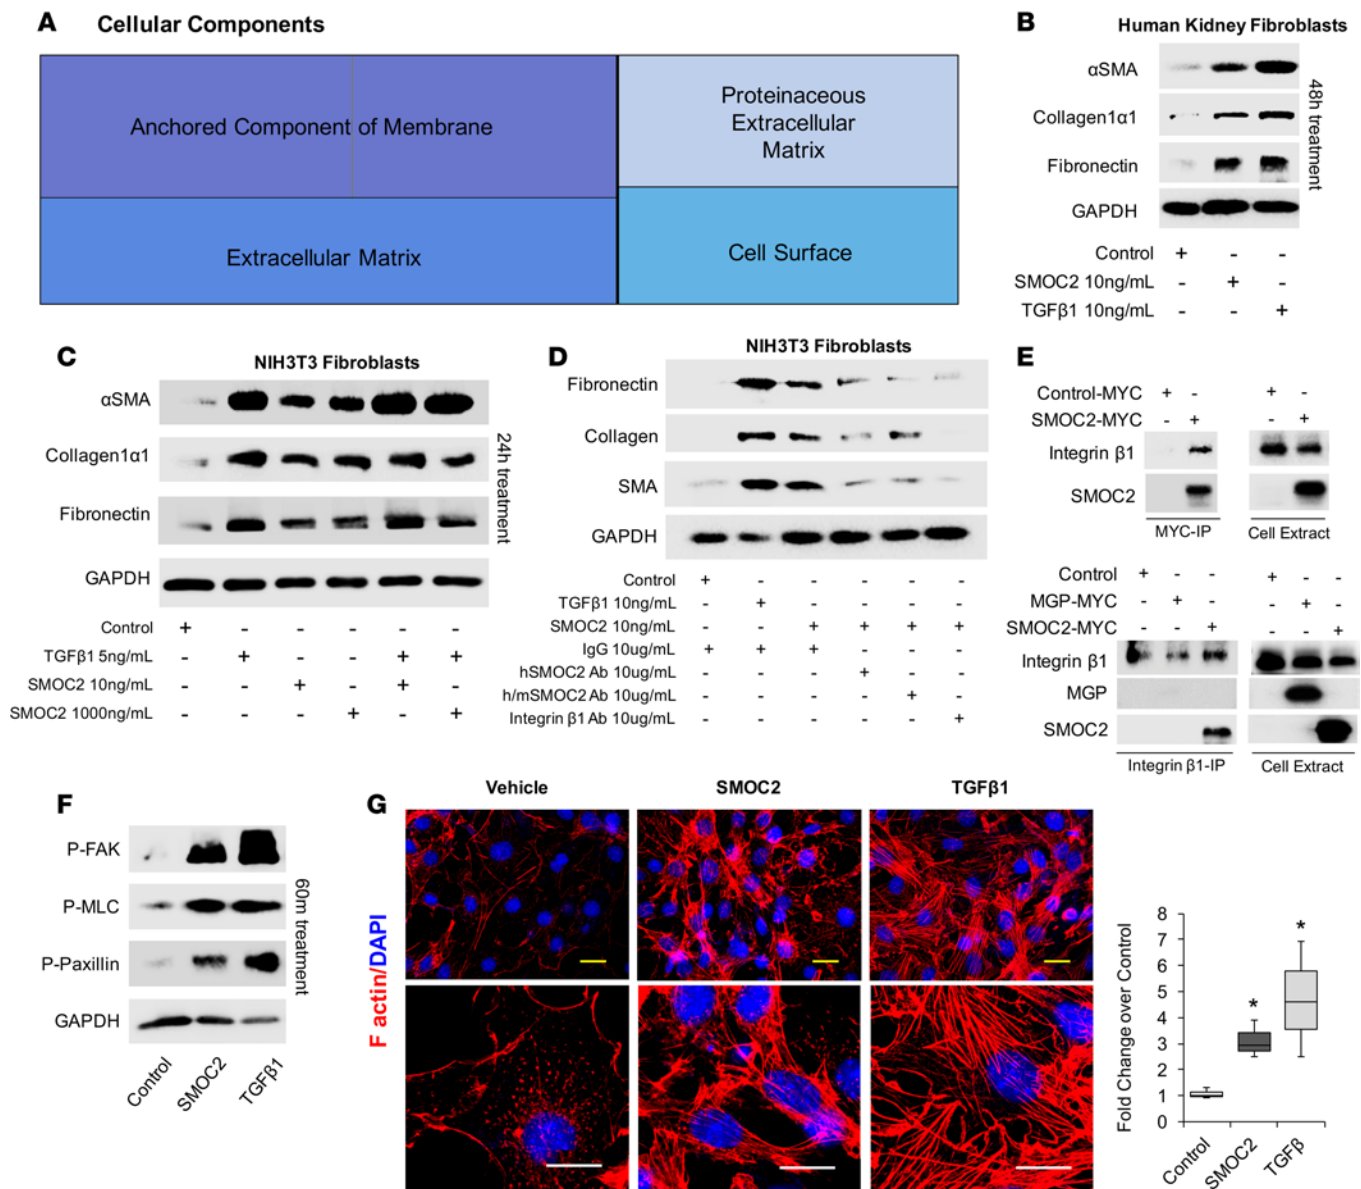 A Cellular Components
Anchored Component of Membrane
Proteinaceous
Extracellular
Matrix
Extracellular Matrix
Cell Surface
B
Human Kidney Fibroblasts
αSMA
Collagen1α1
Fibronectin
GAPDH
48h treatment
Control + - -
SMOC2 10ng/mL - + -
TGFβ1 10ng/mL - - +
C
NIH3T3 Fibroblasts
αSMA
Collagen1α1
Fibronectin
GAPDH
24h treatment
Control + - - - - -
TGFβ1 5ng/mL - + - - + +
SMOC2 10ng/mL - - + - + -
SMOC2 1000ng/mL - - - + - +
D
NIH3T3 Fibroblasts
Fibronectin
Collagen
SMA
GAPDH
Control + - - - - -
TGFβ1 10ng/mL - + - - - -
SMOC2 10ng/mL - - + + + +
IgG 10ug/mL + + + - - -
hSMOC2 Ab 10ug/mL - - - + - -
h/mSMOC2 Ab 10ug/mL - - - - + -
Integrin β1 Ab 10ug/mL - - - - - +
E
Control-MYC + - + -
SMOC2-MYC - + - +
Integrin β1
SMOC2
MYC-IP Cell Extract
Control + - - + - -
MGP-MYC - + - - + -
SMOC2-MYC - - + - - +
Integrin β1
MGP
SMOC2
Integrin β1-IP Cell Extract
F
P-FAK
P-MLC
P-Paxillin
GAPDH
60m treatment
Control SMOC2 TGFβ1
G
Vehicle SMOC2 TGFβ1
F actin/DAPI
Fold Change over Control
8
7
6
5
4
3
2
1
0
* *
Control SMOC2 TGFβ